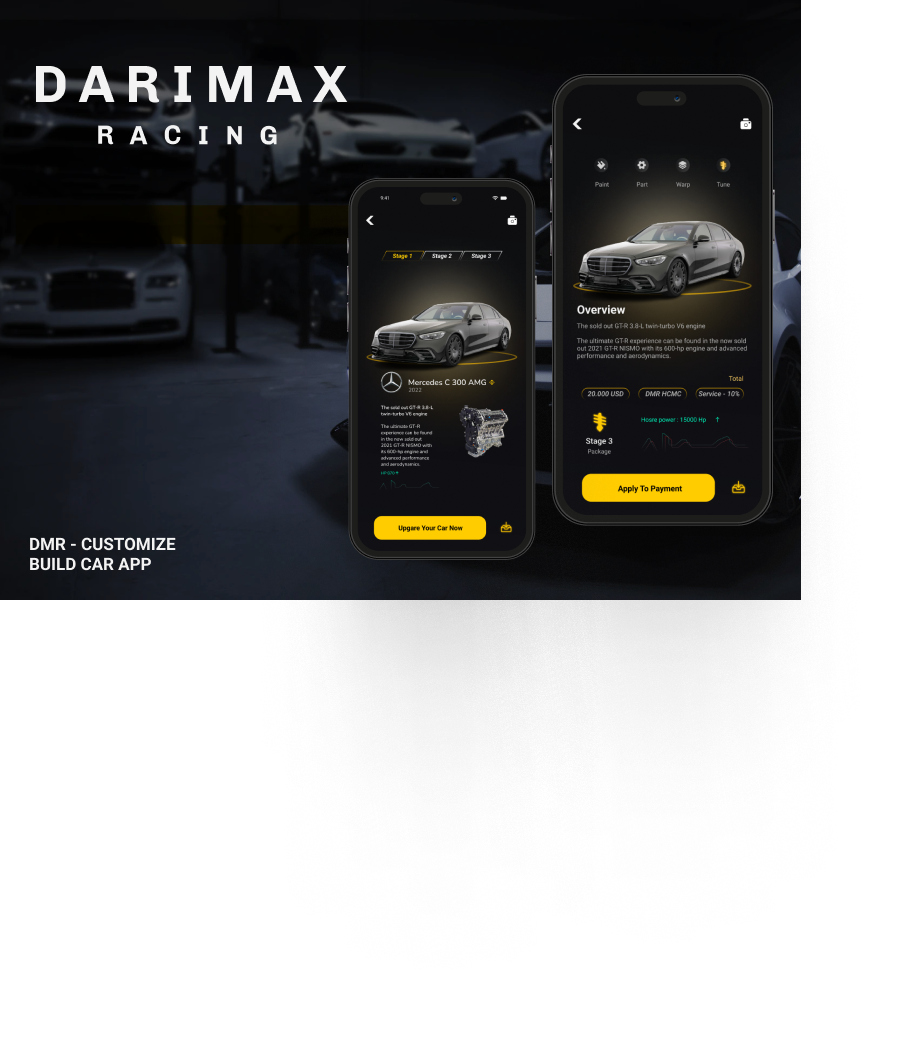 DARIMAX
RACING
9:41
Stage 1
Stage 2
Stage 3
Mercedes C 300 AMG
2022
The sold out GT-R 3.8-L
twin-turbo V6 engine
The ultimate GT-R
experience can be found
in the now sold out
2021 GT-R NISMO with
its 600-hp engine and
advanced performance
and aerodynamics.
Upgare Your Car Now
Paint
Part
Warp
Tune
Overview
The sold out GT-R 3.8-L twin-turbo V6 engine
The ultimate GT-R experience can be found in the now sold
out 2021 GT-R NISMO with its 600-hp engine and advanced
performance and aerodynamics.
Total
20.000 USD
DMR HCMC
Service - 10%
Hoare power : 15000 Hp
Stage 3
Package
Apply To Payment
DMR - CUSTOMIZE
BUILD CAR APP